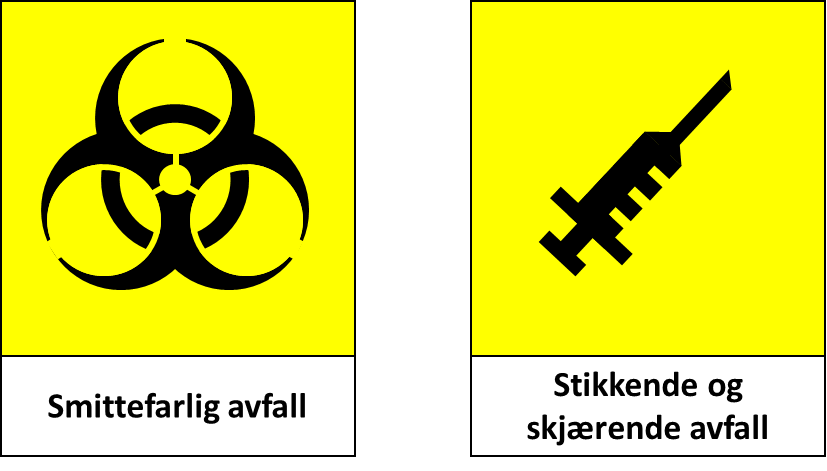 Smittefarlig avfall
Stikkende og
skjærende avfall